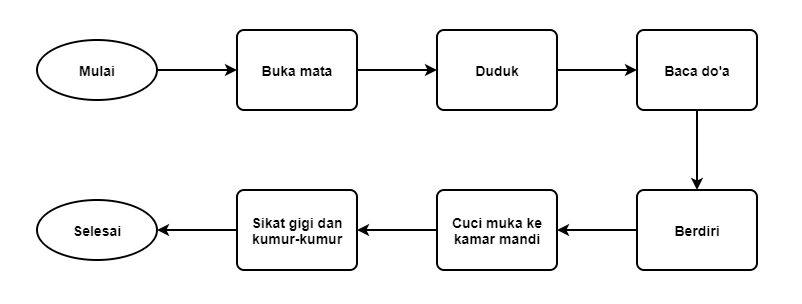 Mulai
Buka mata
Duduk
Baca do'a
Berdiri
Cuci muka ke
kamar mandi
Sikat gigi dan
kumur-kumur
Selesai